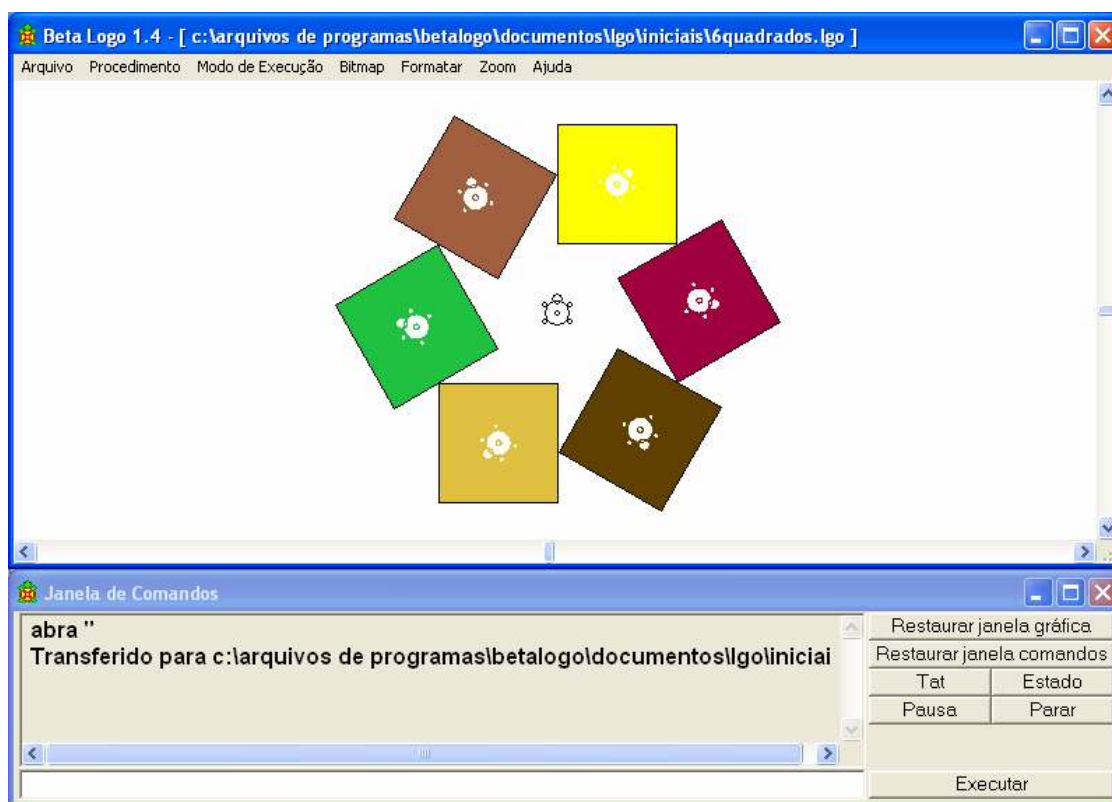 Beta Logo 1.4 - [ c:\arquivos de programas\betalogo\documentos\lgo\iniciais\6quadrados.lgo ]
Arquivo Procedimento Modo de Execução Bitmap Formatar Zoom Ajuda
Janela de Comandos
abra ''
Transferido para c:\arquivos de programas\betalogo\documentos\lgo\iniciai
Restaurar janela gráfica
Restaurar janela comandos
Tat Estado
Pausa Parar
Executar